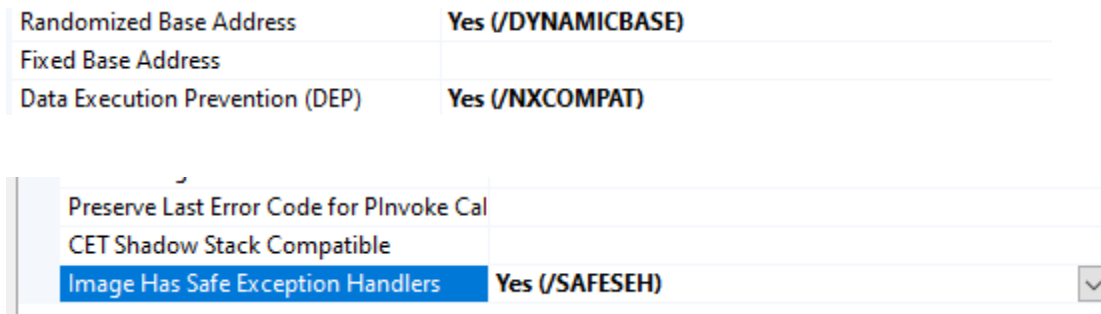 Randomized Base Address Yes (/DYNAMICBASE)
Fixed Base Address
Data Execution Prevention (DEP) Yes (/NXCOMPAT)
Preserve Last Error Code for PInvoke Cal
CET Shadow Stack Compatible
Image Has Safe Exception Handlers Yes (/SAFESEH)